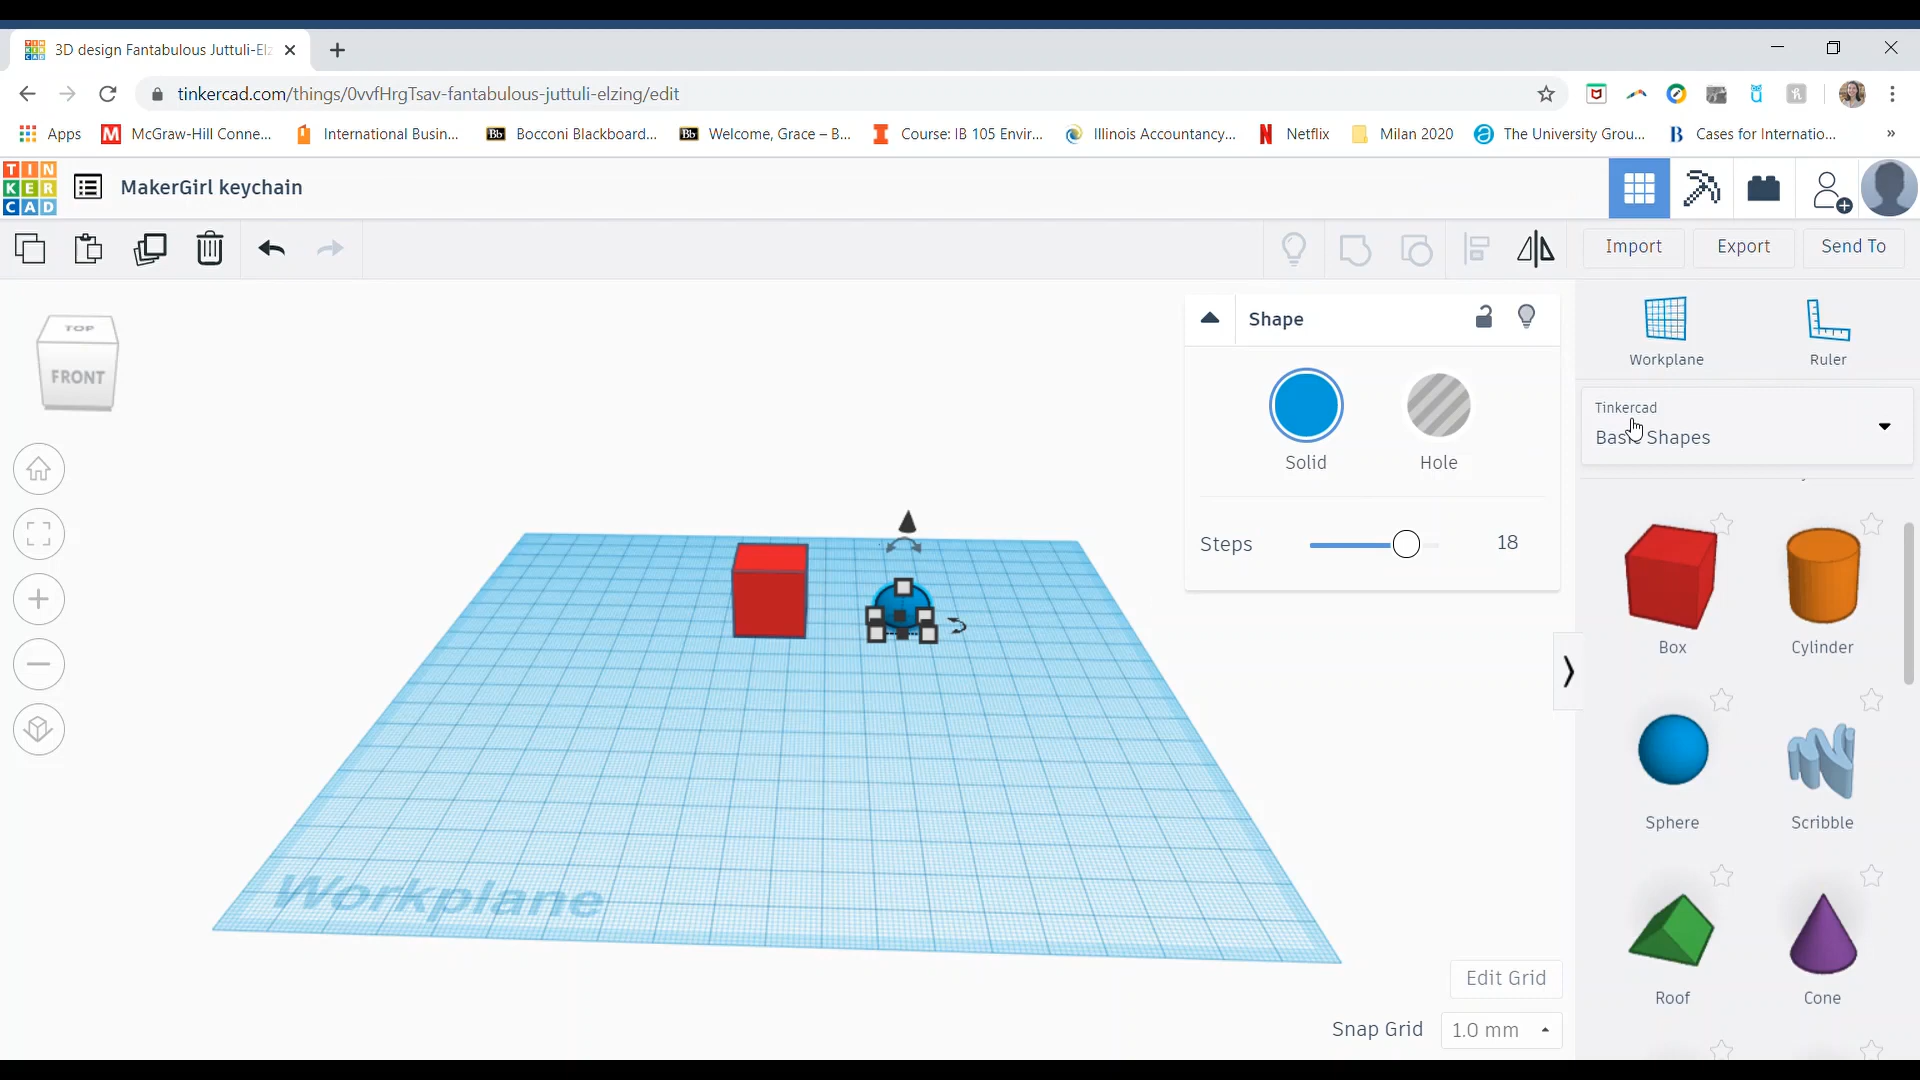 3D design Fantabulous Juttuli-Elz
tinkercad.com/things/0vvfHrgTsav-fantabulous-juttuli-elzing/edit
Apps McGraw-Hill Conne... International Busin... Bb Bocconi Blackboard... Bb Welcome, Grace – B... Course: IB 105 Envir... Illinois Accountancy... Netflix Milan 2020 The University Grou... Cases for Internatio... »
TIN
KER
CAD
MakerGirl keychain
Import Export Send To
TOP
FRONT
Shape
Solid Hole
Steps 18
Workplane Ruler
Tinkercad
Basic Shapes
Box Cylinder
Sphere Scribble
Roof Cone
Workplane
Edit Grid
Snap Grid 1.0 mm